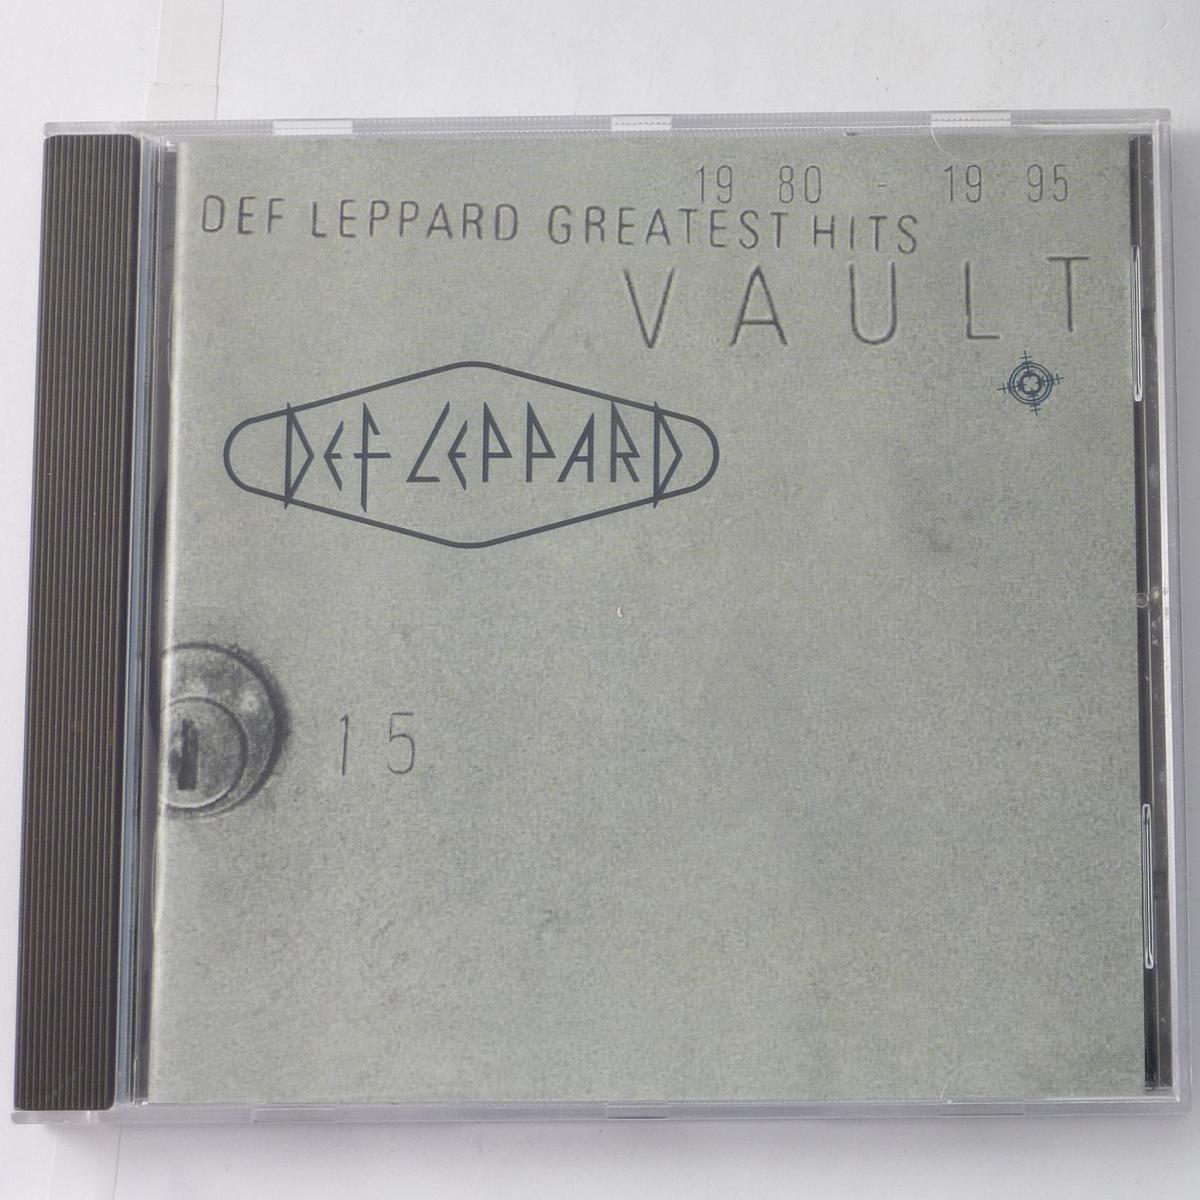 19 80 - 19 95
DEF LEPPARD GREATEST HITS
VAULT
DEF LEPPARD
15